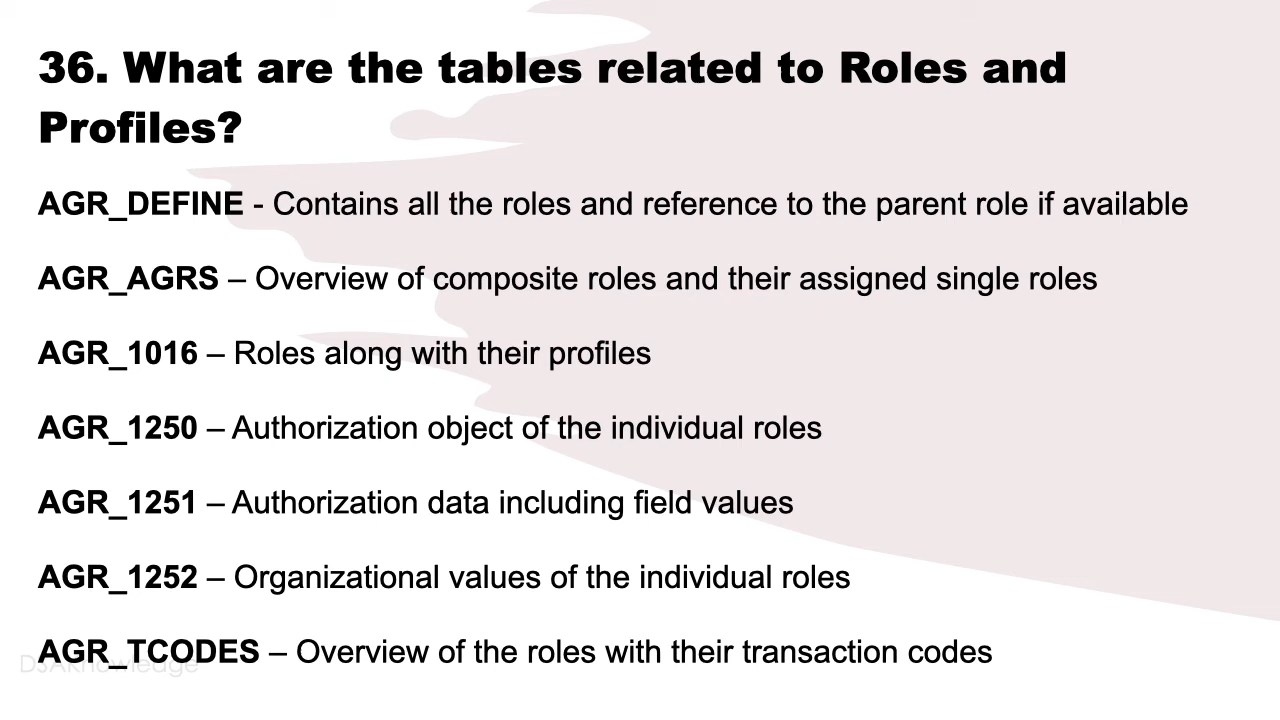 36. What are the tables related to Roles and
Profiles?
AGR_DEFINE - Contains all the roles and reference to the parent role if available
AGR_AGRS – Overview of composite roles and their assigned single roles
AGR_1016 – Roles along with their profiles
AGR_1250 – Authorization object of the individual roles
AGR_1251 – Authorization data including field values
AGR_1252 – Organizational values of the individual roles
AGR_TCODES – Overview of the roles with their transaction codes